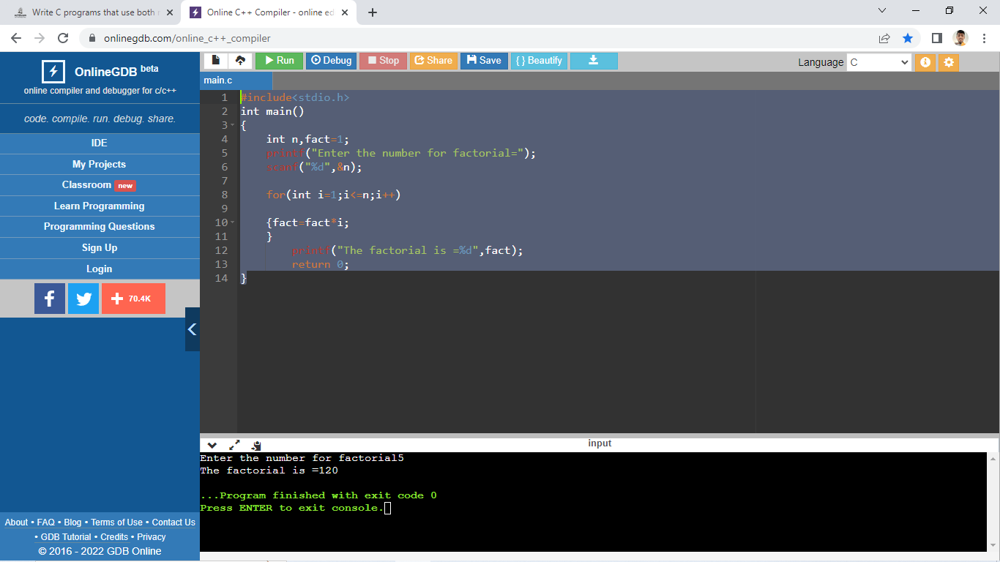 Write C programs that use both
Online C++ Compiler - online ed
onlinegdb.com/online_c++_compiler
OnlineGDB beta
online compiler and debugger for c/c++
code. compile. run. debug. share.
IDE
My Projects
Classroom new
Learn Programming
Programming Questions
Sign Up
Login
70.4K
About • FAQ • Blog • Terms of Use • Contact Us
• GDB Tutorial • Credits • Privacy
© 2016 - 2022 GDB Online
Run Debug Stop Share Save { } Beautify Language C
main.c
1 #include<stdio.h>
2 int main()
3 {
4 int n,fact=1;
5 printf("Enter the number for factorial=");
6 scanf("%d",&n);
7
8 for(int i=1;i<=n;i++)
9
10 {fact=fact*i;
11 }
12 printf("The factorial is =%d",fact);
13 return 0;
14 }
input
Enter the number for factorial5
The factorial is =120
...Program finished with exit code 0
Press ENTER to exit console.